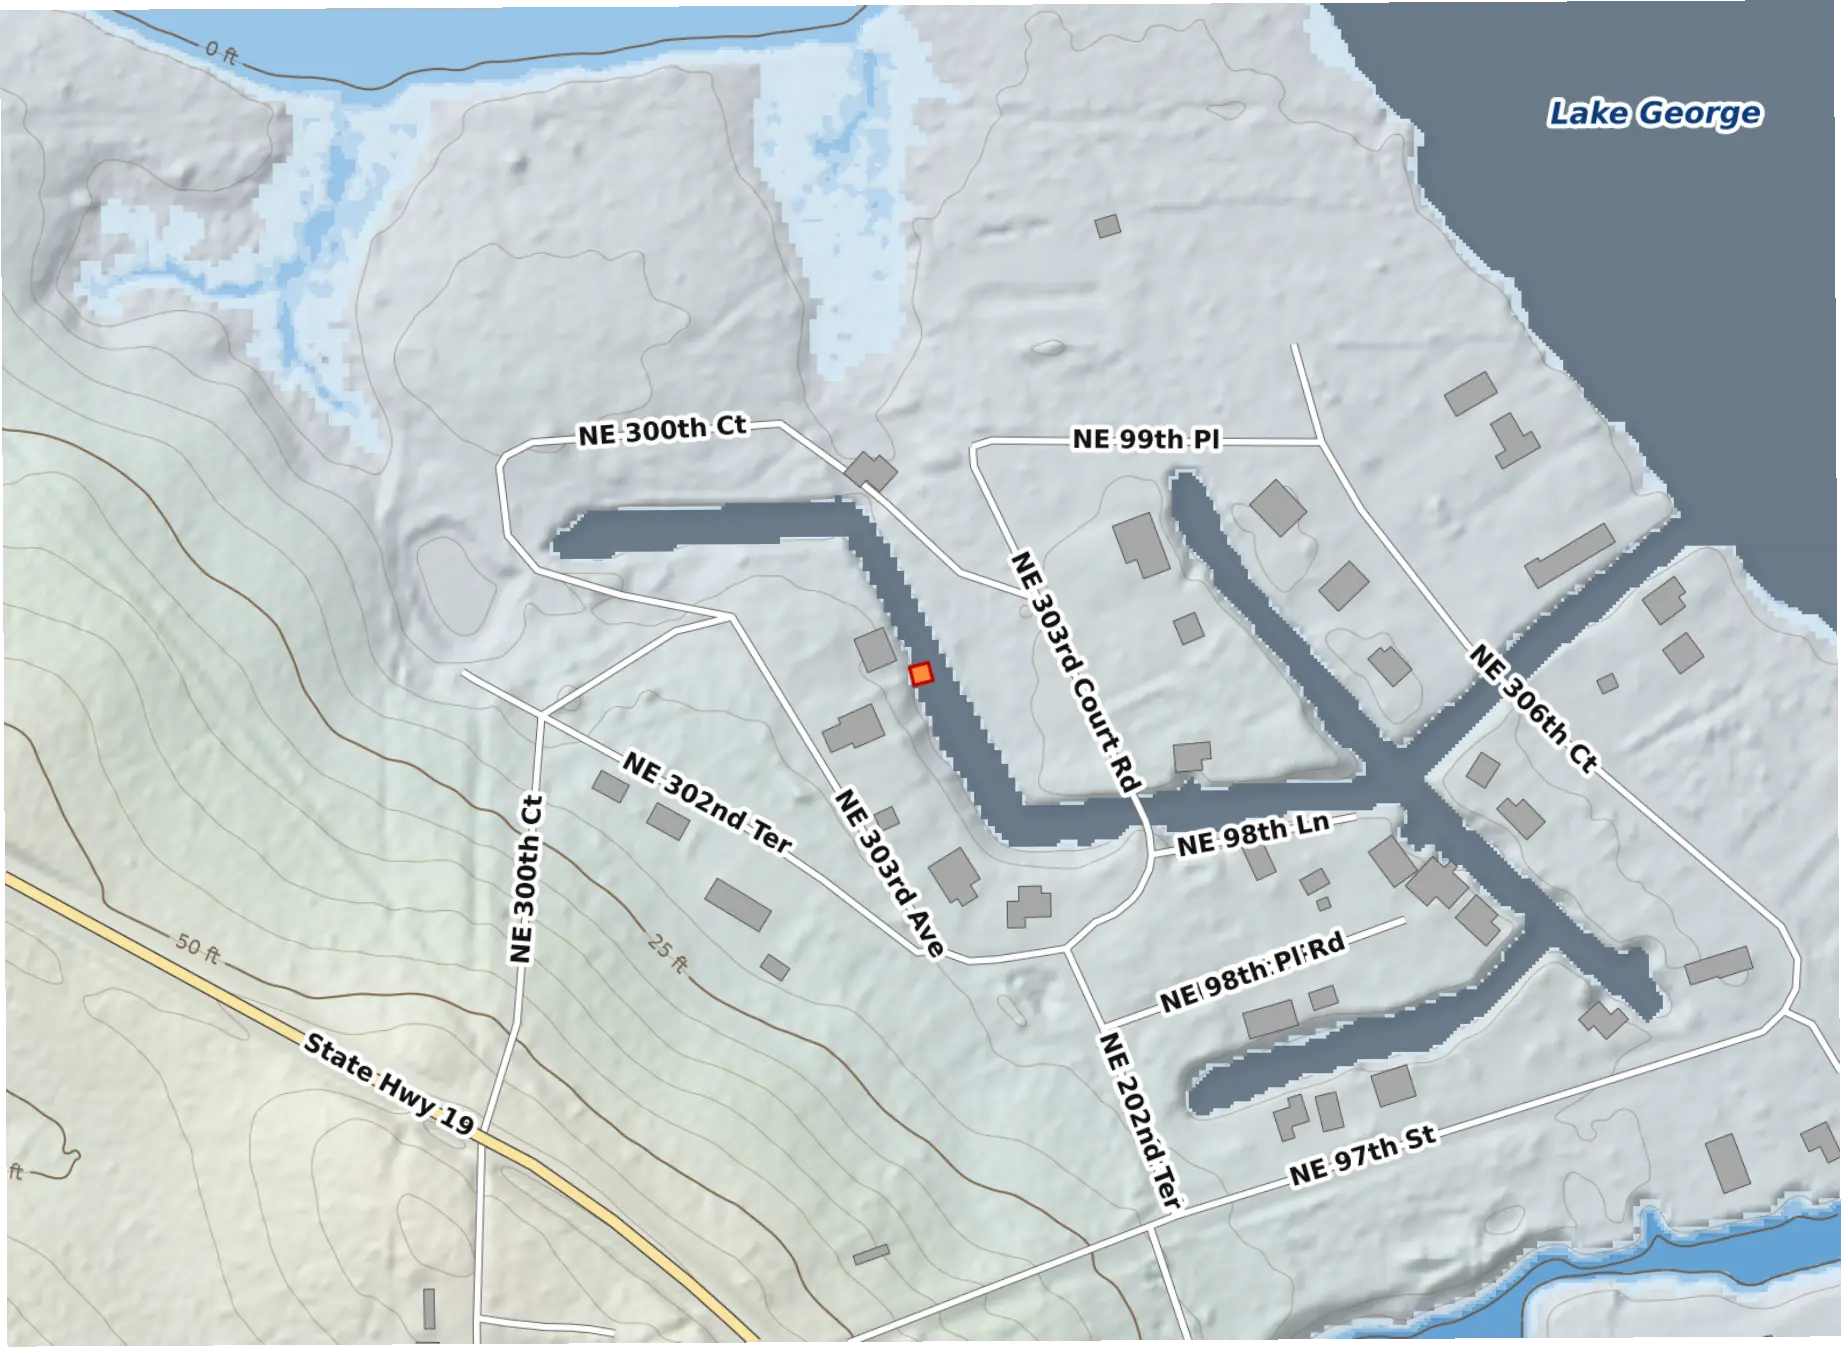 0 ft
Lake George
NE 300th Ct
NE 99th Pl
NE 303rd Court Rd
NE 306th Ct
NE 302nd Ter
NE 300th Ct
NE 303rd Ave
NE 98th Ln
50 ft
25 ft
NE 98th Pl Rd
State Hwy 19
NE 202nd Ter
NE 97th St
ft